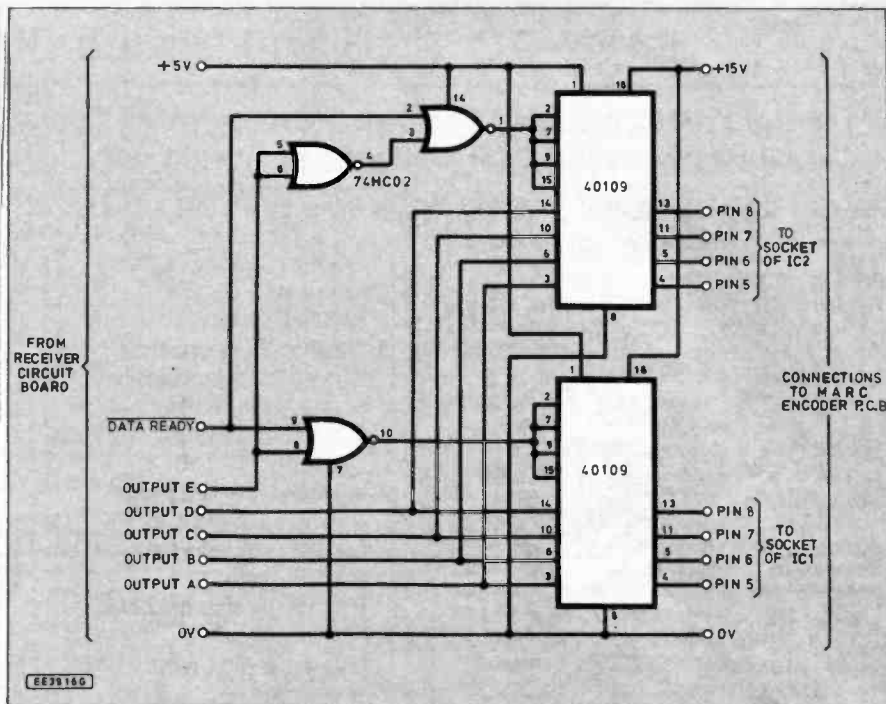 +5V
1
16
+15V
14
2
3
1
2
7
9
15
5
6
4
74HC02
40109
14
10
6
3
13
11
5
4
8
PIN 8
PIN 7
PIN 6
PIN 5
TO
SOCKET
OF IC2
FROM
RECEIVER
CIRCUIT
BOARD
1
16
CONNECTIONS
TO MARC
ENCODER P.C.B
DATA READY
9
8
10
7
2
7
9
15
40109
OUTPUT E
OUTPUT D
OUTPUT C
OUTPUT B
OUTPUT A
14
10
6
3
13
11
5
4
8
PIN 8
PIN 7
PIN 6
PIN 5
TO
SOCKET
OF IC1
0V
0V
EE3916G